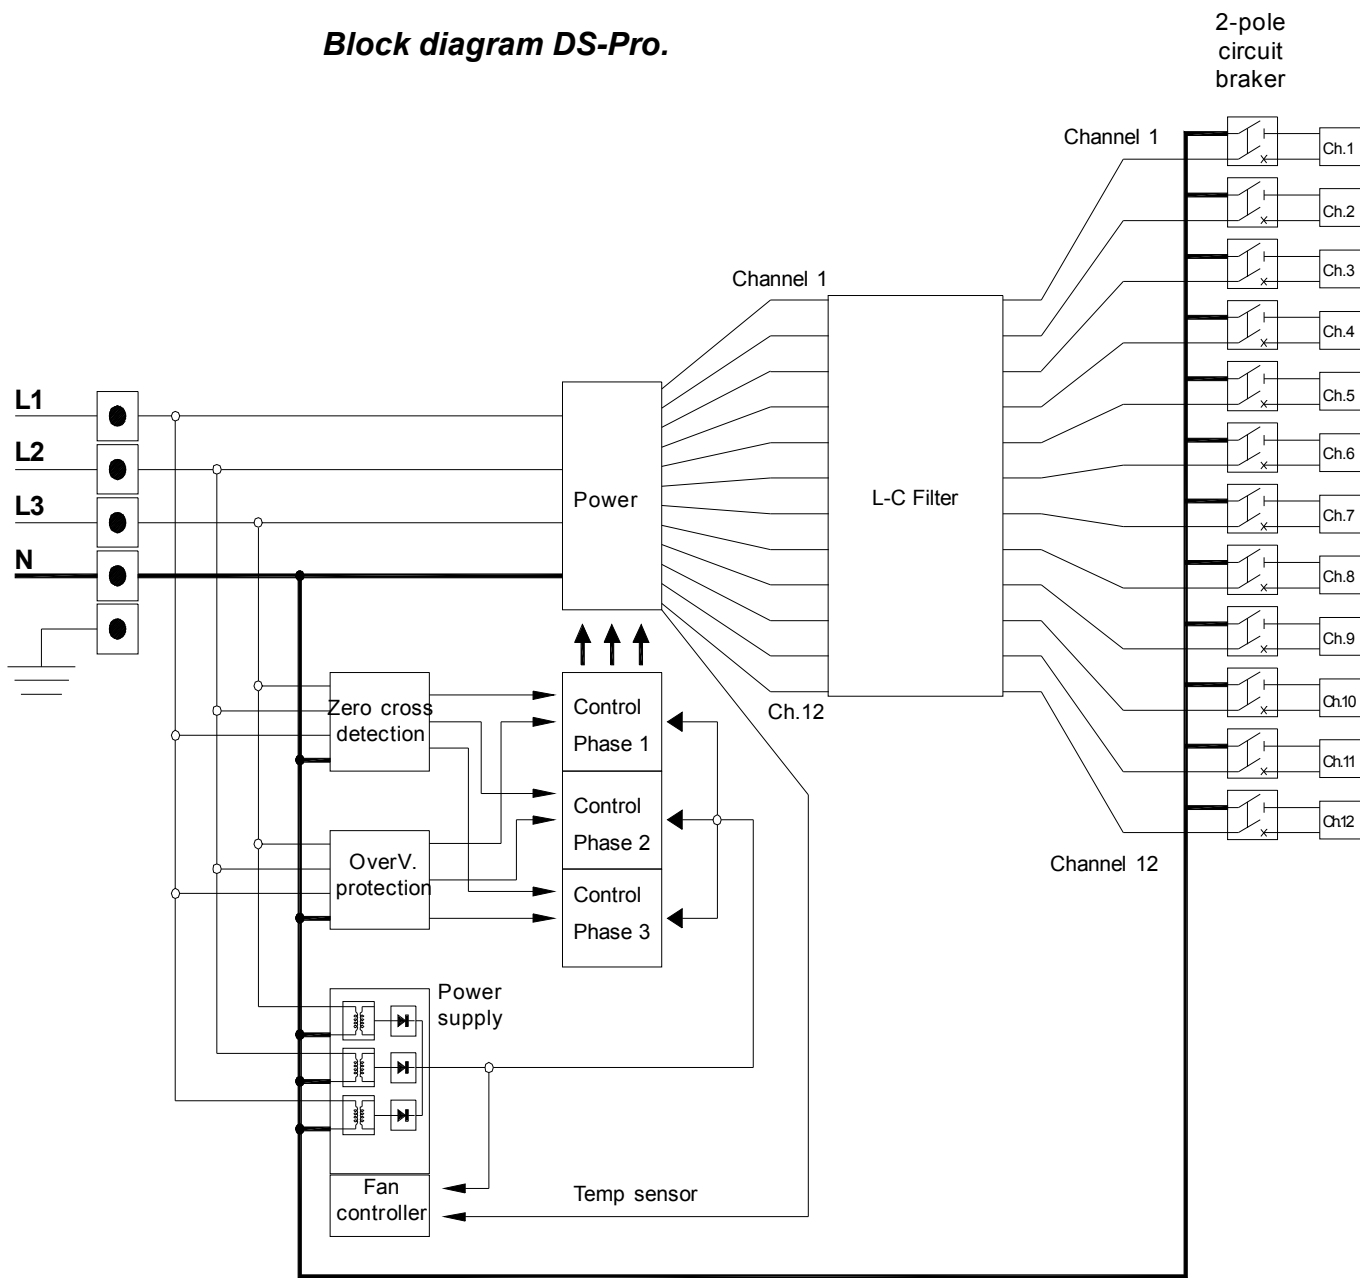 Block diagram DS-Pro.
2-pole
circuit
braker
Channel 1
Ch.1
Ch.2
Ch.3
Channel 1
Ch.4
L1
Ch.5
L2
Ch.6
L3
Power
L-C Filter
Ch.7
N
Ch.8
Ch.9
Zero cross
detection
Control
Phase 1
Ch.12
Ch.10
Ch.11
Control
Phase 2
Ch.12
OverV.
protection
Channel 12
Control
Phase 3
Power
supply
Fan
controller
Temp sensor